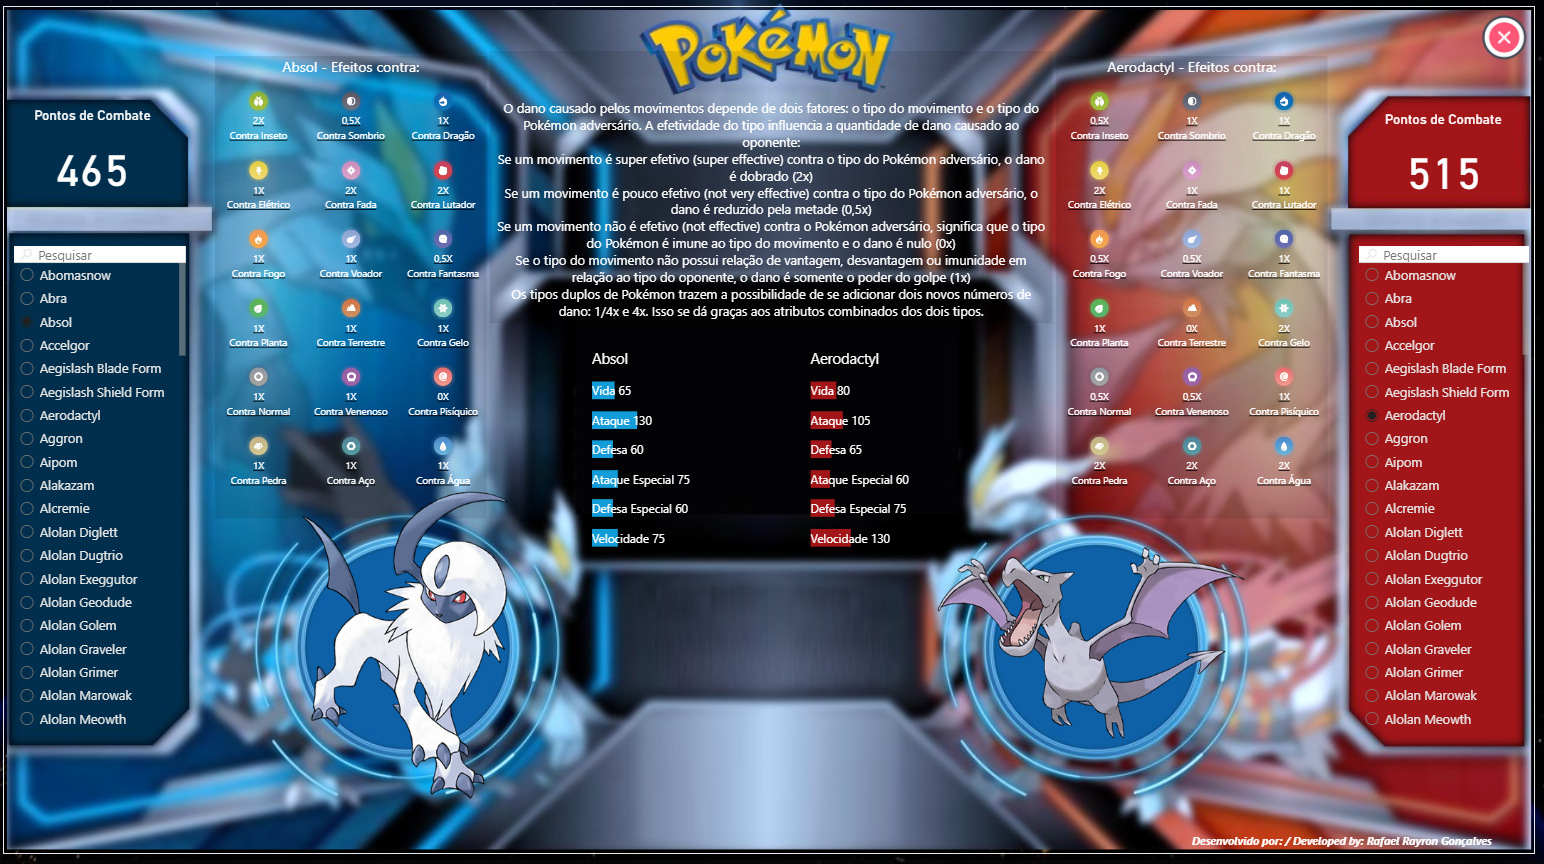 POKéMON
Pontos de Combate
465
Pesquisar
Abomasnow
Abra
Absol
Accelgor
Aegislash Blade Form
Aegislash Shield Form
Aerodactyl
Aggron
Aipom
Alakazam
Alcremie
Alolan Diglett
Alolan Dugtrio
Alolan Exeggutor
Alolan Geodude
Alolan Golem
Alolan Graveler
Alolan Grimer
Alolan Marowak
Alolan Meowth
Absol - Efeitos contra:
2X 0,5X 1X
Contra Inseto Contra Sombrio Contra Dragão
1X 2X 2X
Contra Elétrico Contra Fada Contra Lutador
1X 1X 0,5X
Contra Fogo Contra Voador Contra Fantasma
1X 1X 1X
Contra Planta Contra Terrestre Contra Gelo
1X 1X 0X
Contra Normal Contra Venenoso Contra Pisíquico
1X 1X 1X
Contra Pedra Contra Aço Contra Água
O dano causado pelos movimentos depende de dois fatores: o tipo do movimento e o tipo do
Pokémon adversário. A efetividade do tipo influencia a quantidade de dano causado ao
oponente:
Se um movimento é super efetivo (super effective) contra o tipo do Pokémon adversário, o dano
é dobrado (2x)
Se um movimento é pouco efetivo (not very effective) contra o tipo do Pokémon adversário, o
dano é reduzido pela metade (0,5x)
Se um movimento não é efetivo (not effective) contra o Pokémon adversário, significa que o tipo
do Pokémon é imune ao tipo do movimento e o dano é nulo (0x)
Se o tipo do movimento não possui relação de vantagem, desvantagem ou imunidade em
relação ao tipo do oponente, o dano é somente o poder do golpe (1x)
Os tipos duplos de Pokémon trazem a possibilidade de se adicionar dois novos números de
dano: 1/4x e 4x. Isso se dá graças aos atributos combinados dos dois tipos.
Absol
Vida 65
Ataque 130
Defesa 60
Ataque Especial 75
Defesa Especial 60
Velocidade 75
Aerodactyl
Vida 80
Ataque 105
Defesa 65
Ataque Especial 60
Defesa Especial 75
Velocidade 130
Aerodactyl - Efeitos contra:
0,5X 1X 1X
Contra Inseto Contra Sombrio Contra Dragão
2X 1X 1X
Contra Elétrico Contra Fada Contra Lutador
0,5X 0,5X 1X
Contra Fogo Contra Voador Contra Fantasma
1X 0X 2X
Contra Planta Contra Terrestre Contra Gelo
0,5X 0,5X 1X
Contra Normal Contra Venenoso Contra Pisíquico
2X 2X 2X
Contra Pedra Contra Aço Contra Água
Pontos de Combate
515
Pesquisar
Abomasnow
Abra
Absol
Accelgor
Aegislash Blade Form
Aegislash Shield Form
Aerodactyl
Aggron
Aipom
Alakazam
Alcremie
Alolan Diglett
Alolan Dugtrio
Alolan Exeggutor
Alolan Geodude
Alolan Golem
Alolan Graveler
Alolan Grimer
Alolan Marowak
Alolan Meowth
Desenvolvido por: / Developed by: Rafael Rayron Gonçalves